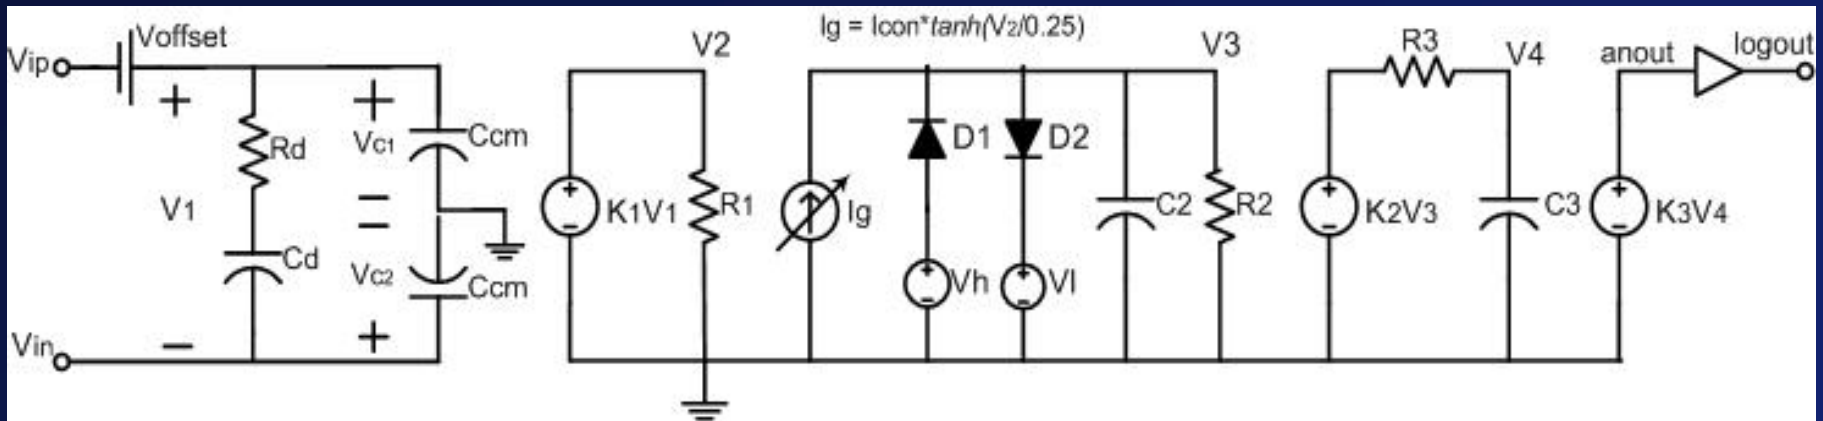 Ig = Icon*tanh(V2/0.25)
Voffset
V2
V3
R3
V4
anout
logout
Vip
+
+
Rd
Vc1
Ccm
D1
D2
V1
−
−
+
−
K1V1
R1
Ig
C2
R2
+
−
K2V3
C3
+
−
K3V4
Cd
Vc2
Ccm
+
−
Vh
+
−
Vl
Vin
−
+